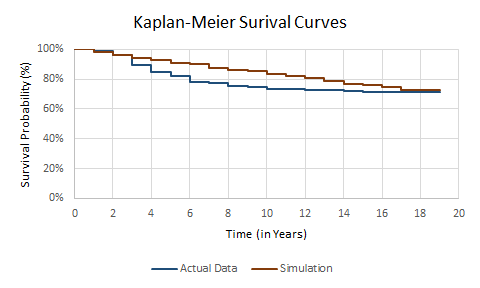 Kaplan-Meier Surival Curves
Survival Probability (%)
100%
80%
60%
40%
20%
0%
0 2 4 6 8 10 12 14 16 18 20
Time (in Years)
Actual Data Simulation